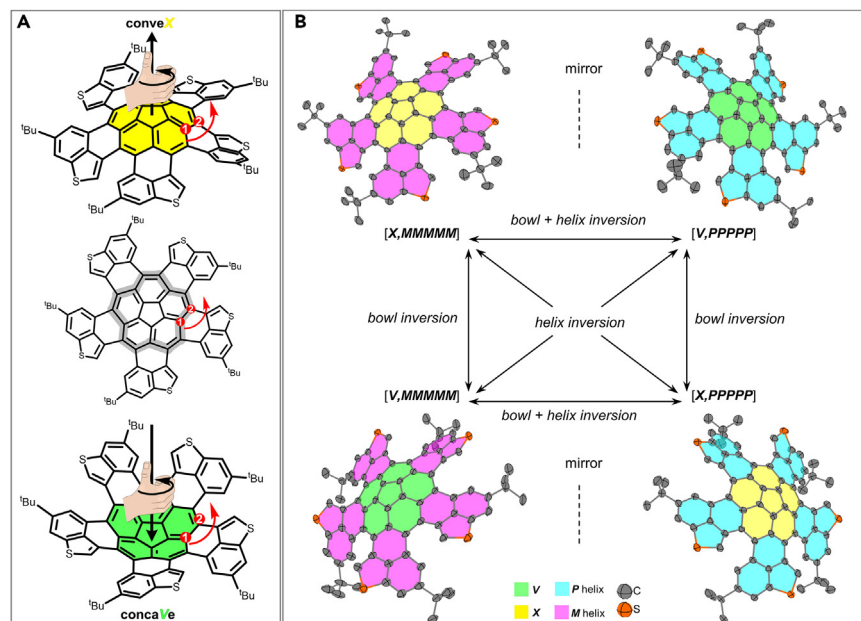 A
conveX
ᵗBu
ᵗBu
S
S
1
2
ᵗBu
S
S
ᵗBu
S
ᵗBu
ᵗBu
S
S
ᵗBu
ᵗBu
2
1
S
S
S
ᵗBu
ᵗBu
ᵗBu
ᵗBu
S
S
ᵗBu
2
1
S
S
S
ᵗBu
ᵗBu
concaVe
B
mirror
bowl + helix inversion
[X,MMMMM]
[V,PPPPP]
bowl inversion
helix inversion
bowl inversion
[V,MMMMM]
[X,PPPPP]
bowl + helix inversion
mirror
V
P helix
C
X
M helix
S